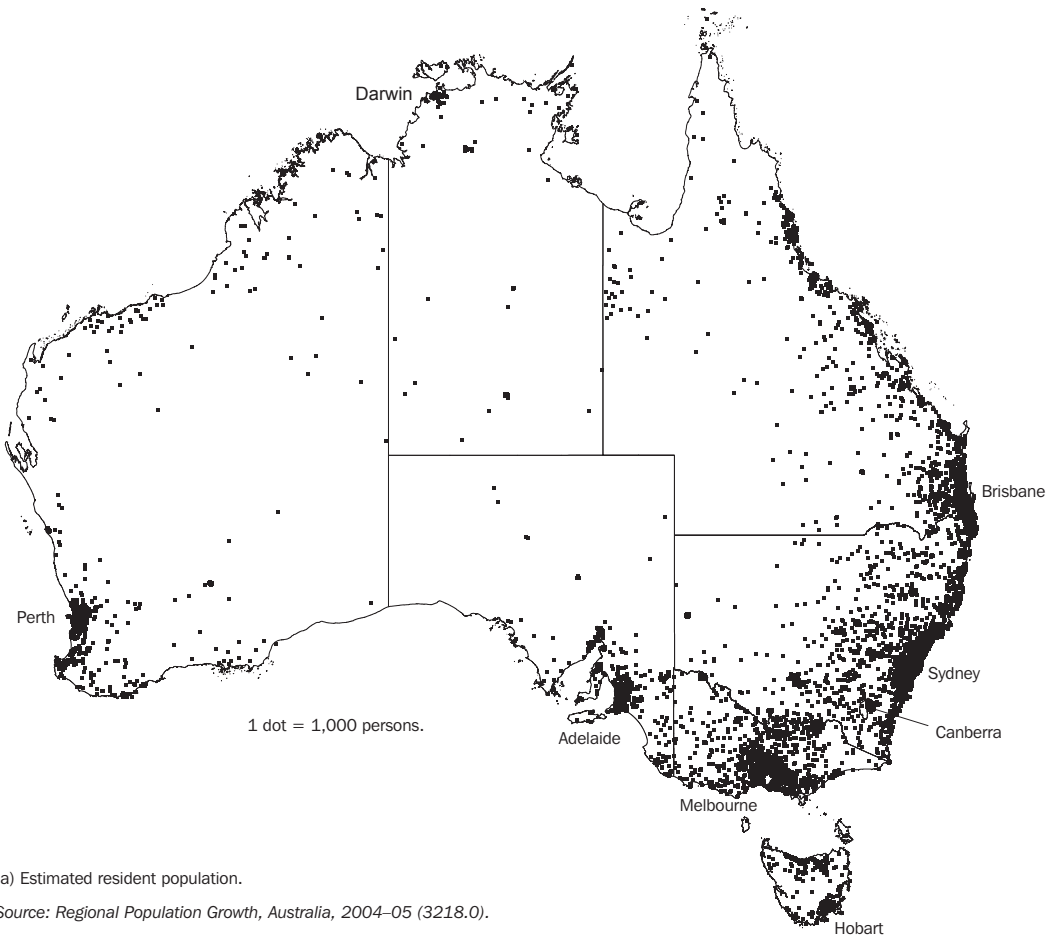 Darwin
Brisbane
Perth
Sydney
1 dot = 1,000 persons.
Canberra
Adelaide
Melbourne
a) Estimated resident population.
Source: Regional Population Growth, Australia, 2004–05 (3218.0).
Hobart